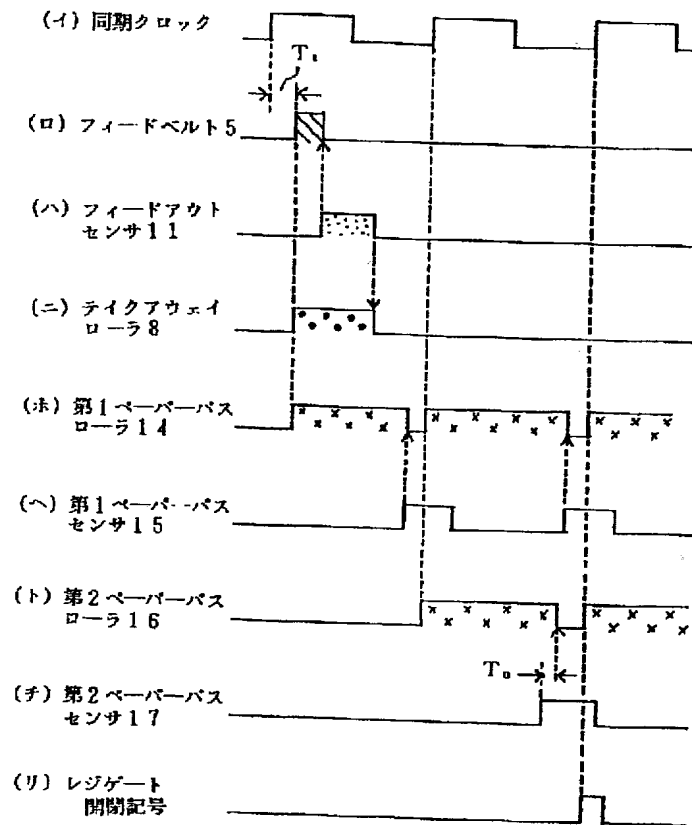 (イ) 同期クロック
T₁
(ロ) フィードベルト5
(ハ) フィードアウト
センサ11
(ニ) テイクアウェイ
ローラ8
(ホ) 第1ペーパーパス
ローラ14
(ヘ) 第1ペーパーパス
センサ15
(ト) 第2ペーパーパス
ローラ16
T₀
(チ) 第2ペーパーパス
センサ17
(リ) レジゲート
開閉記号